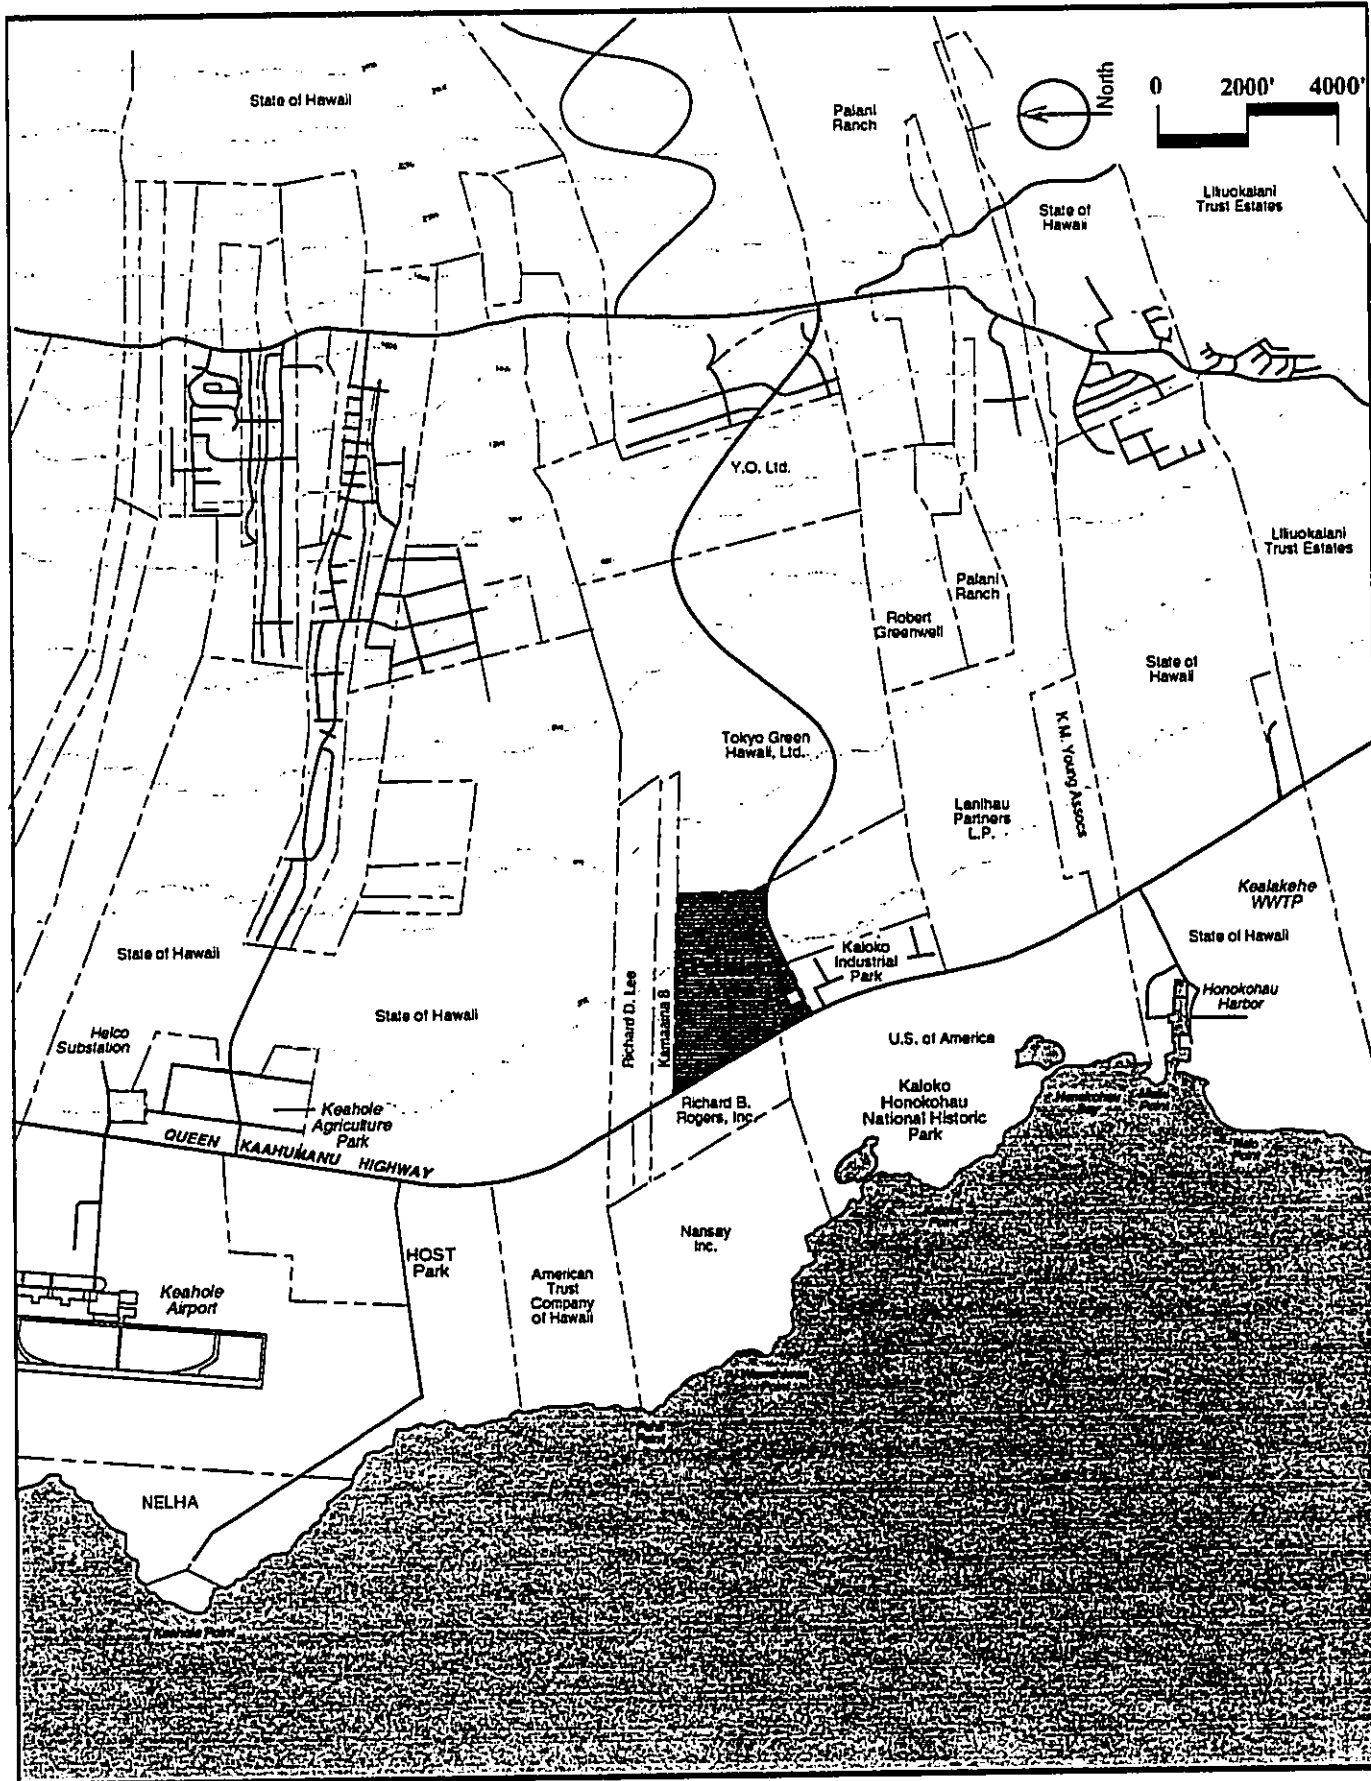 State of Hawaii
Palani
Ranch
North
0 2000' 4000'
State of
Hawaii
Liliuokalani
Trust Estates
Y.O. Ltd.
Liliuokalani
Trust Estates
Palani
Ranch
Robert
Greenwell
State of
Hawaii
Tokyo Green
Hawaii, Ltd.
K.M. Young Assocs
Lanihau
Partners
L.P.
Kealakehe
WWTP
State of Hawaii
State of Hawaii
Kaloko
Industrial
Park
Honokohau
Harbor
Richard D. Lee
Kamaaina 8
State of Hawaii
Helco
Substation
U.S. of America
Kaloko
Honokohau
National Historic
Park
Honokohau
Bay
Richard B.
Rogers, Inc.
Keahole
Agriculture
Park
QUEEN KAAHUMANU HIGHWAY
Nansay
Inc.
HOST
Park
American
Trust
Company
of Hawaii
Keahole
Airport
NELHA
Keahole Point